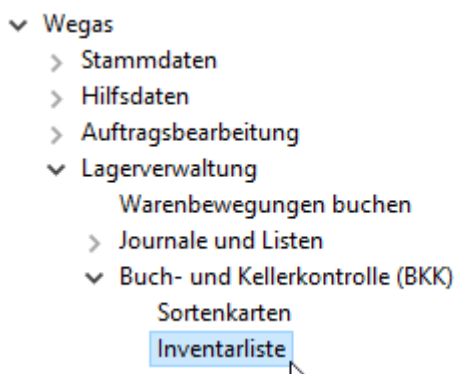 Wegas
Stammdaten
Hilfsdaten
Auftragsbearbeitung
Lagerverwaltung
Warenbewegungen buchen
Journale und Listen
Buch- und Kellerkontrolle (BKK)
Sortenkarten
Inventarliste